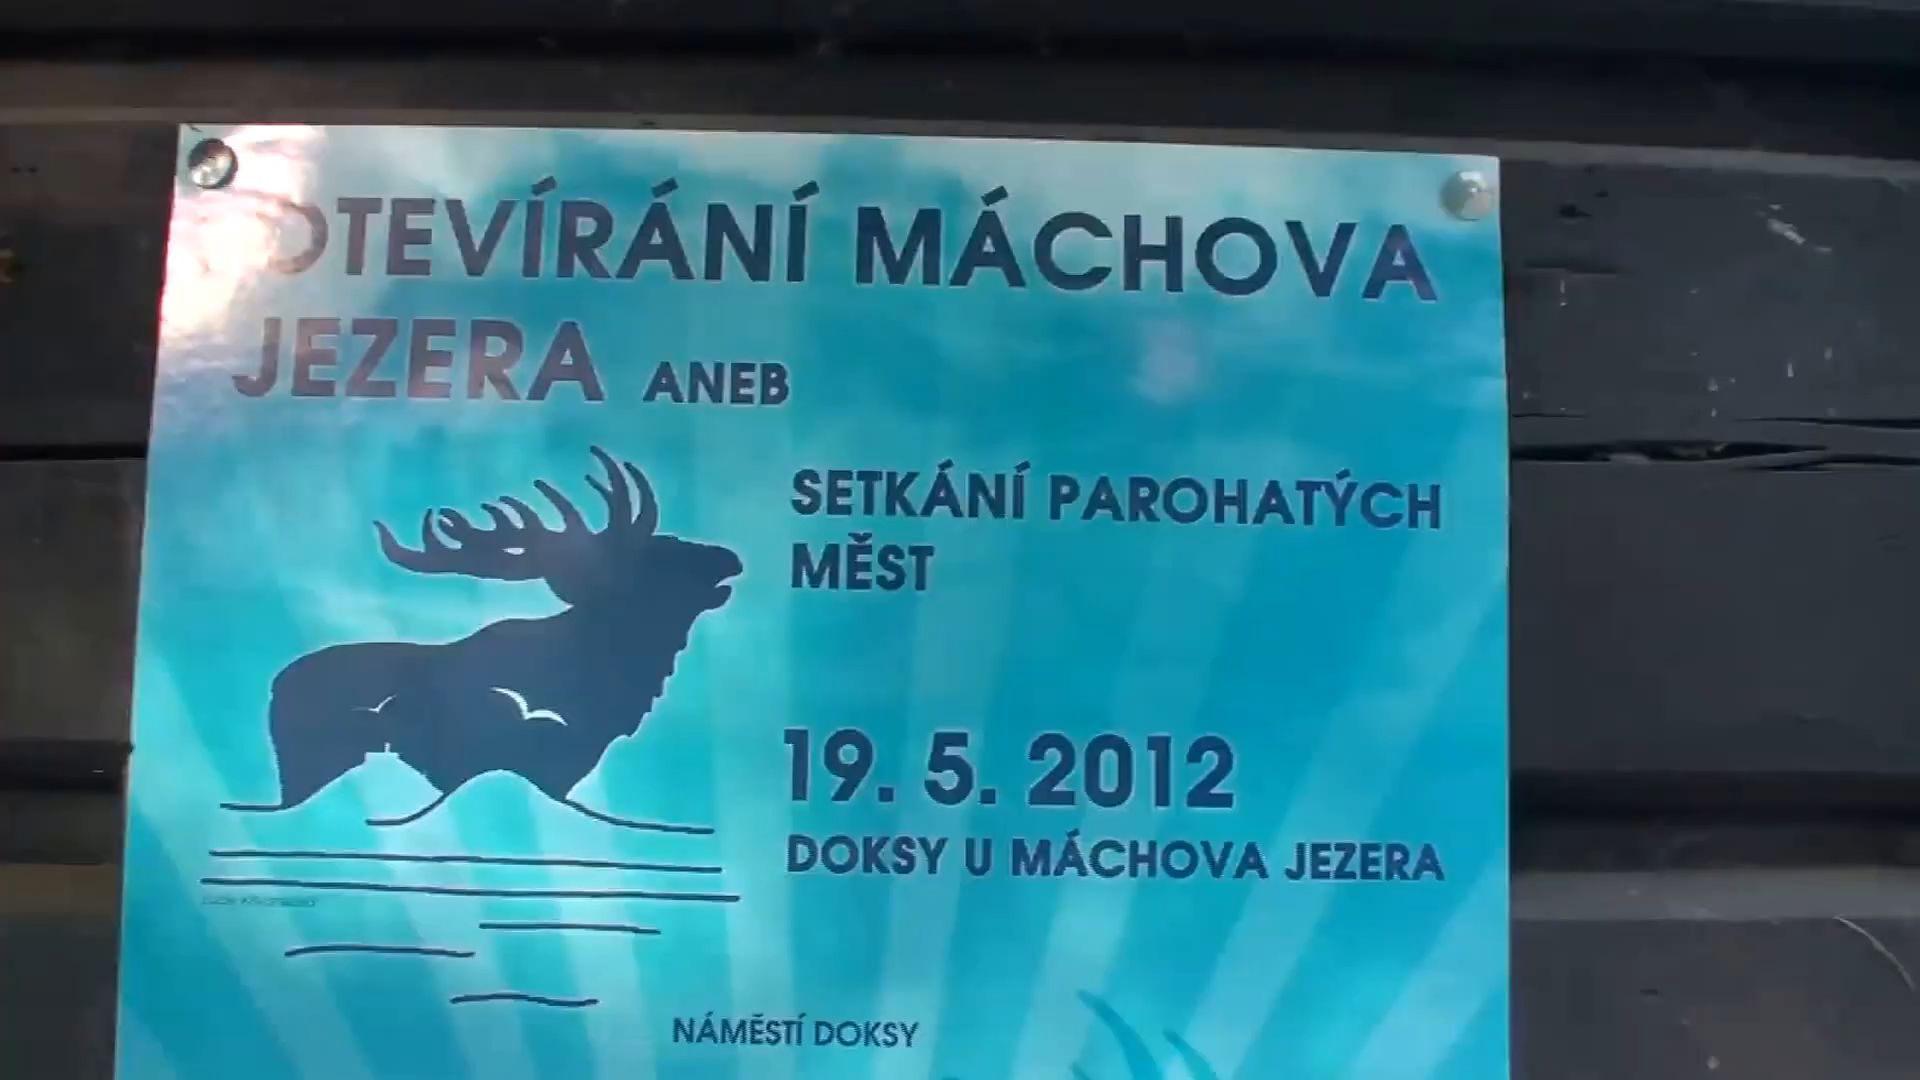 OTEVÍRÁNÍ MÁCHOVA
JEZERA ANEB
SETKÁNÍ PAROHATÝCH
MĚST
19. 5. 2012
DOKSY U MÁCHOVA JEZERA
NÁMĚSTÍ DOKSY